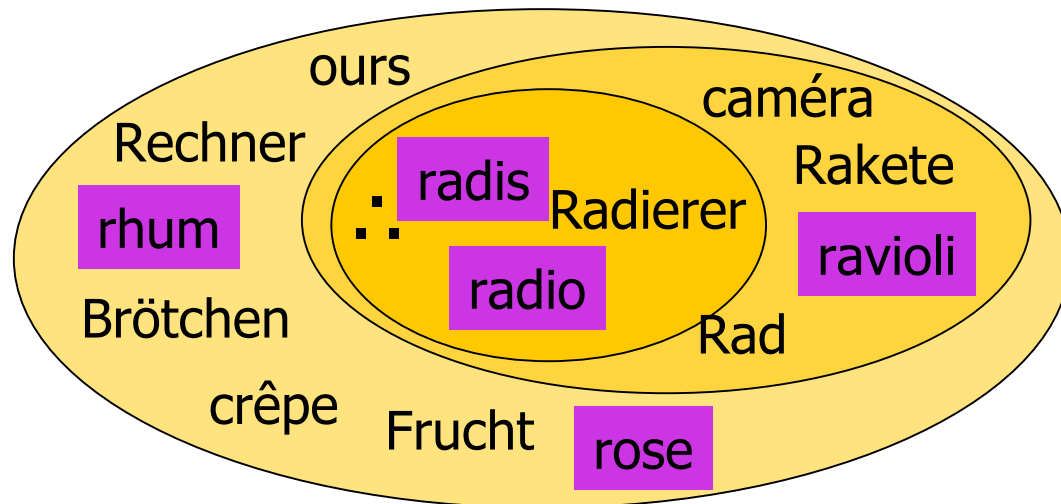 ours
caméra
Rechner
Rakete
radis
Radierer
rhum
ravioli
radio
Brötchen
Rad
crêpe
Frucht
rose